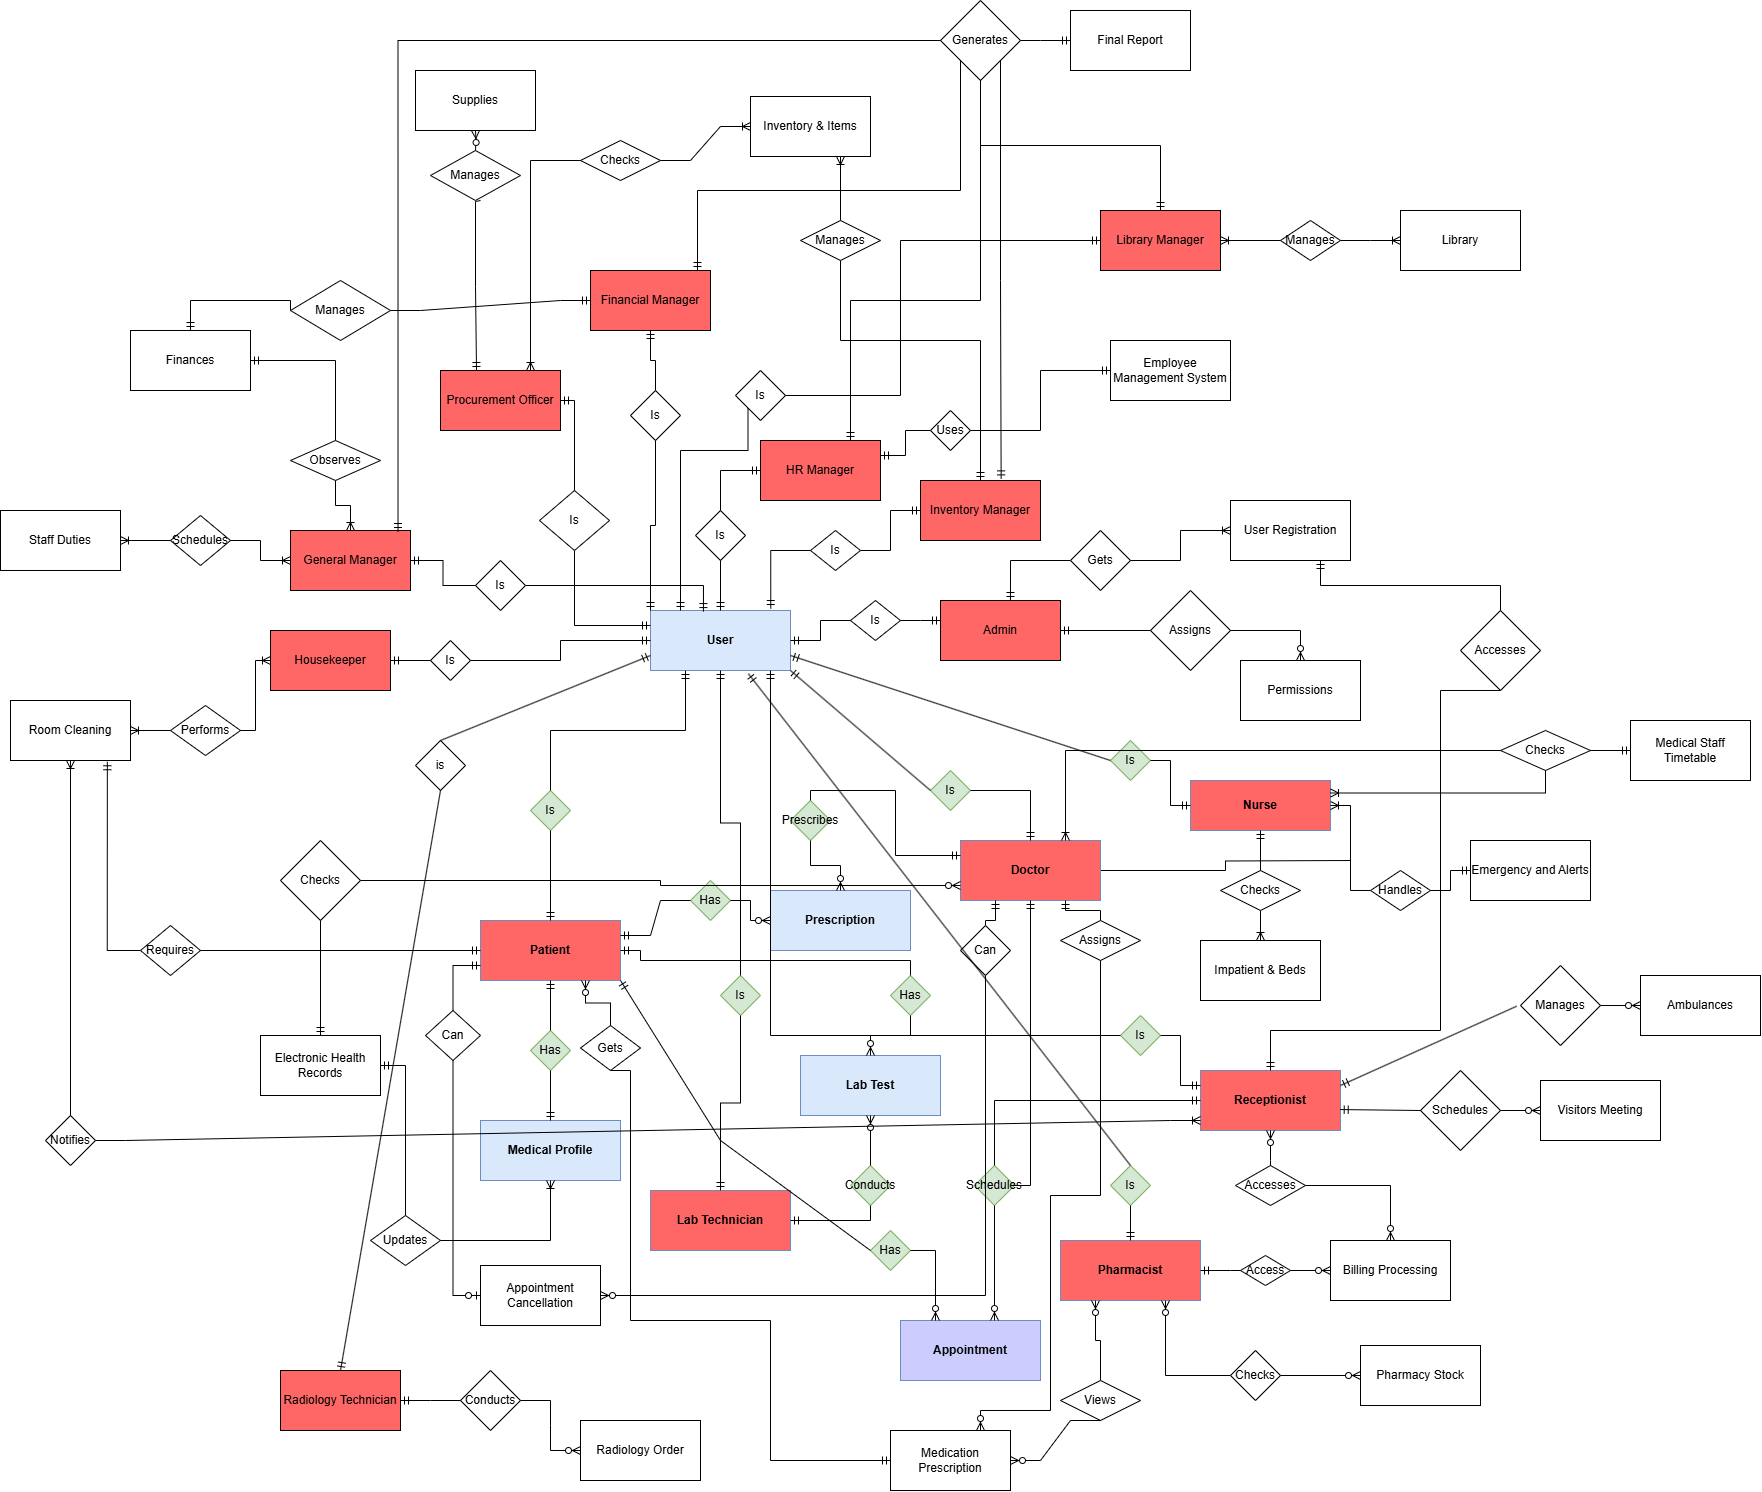 Generates
Final Report
Supplies
Inventory & Items
Checks
Manages
Manages
Library Manager
Manages
Library
Financial Manager
Manages
Finances
Employee
Management System
Procurement Officer
Is
Is
Uses
Observes
HR Manager
Inventory Manager
Is
Is
Staff Duties
Schedules
General Manager
Is
Is
User Registration
Gets
Is
User
Is
Admin
Assigns
Accesses
Housekeeper
Is
Permissions
Room Cleaning
Performs
is
Is
Checks
Medical Staff
Timetable
Is
Is
Prescribes
Nurse
Checks
Doctor
Emergency and Alerts
Handles
Checks
Has
Prescription
Patient
Requires
Can
Assigns
Impatient & Beds
Is
Has
Manages
Ambulances
Can
Has
Gets
Is
Electronic Health
Records
Lab Test
Receptionist
Schedules
Visitors Meeting
Notifies
Medical Profile
Conducts
Schedules
Is
Accesses
Lab Technician
Updates
Has
Pharmacist
Access
Billing Processing
Appointment
Cancellation
Appointment
Checks
Pharmacy Stock
Radiology Technician
Conducts
Views
Radiology Order
Medication
Prescription